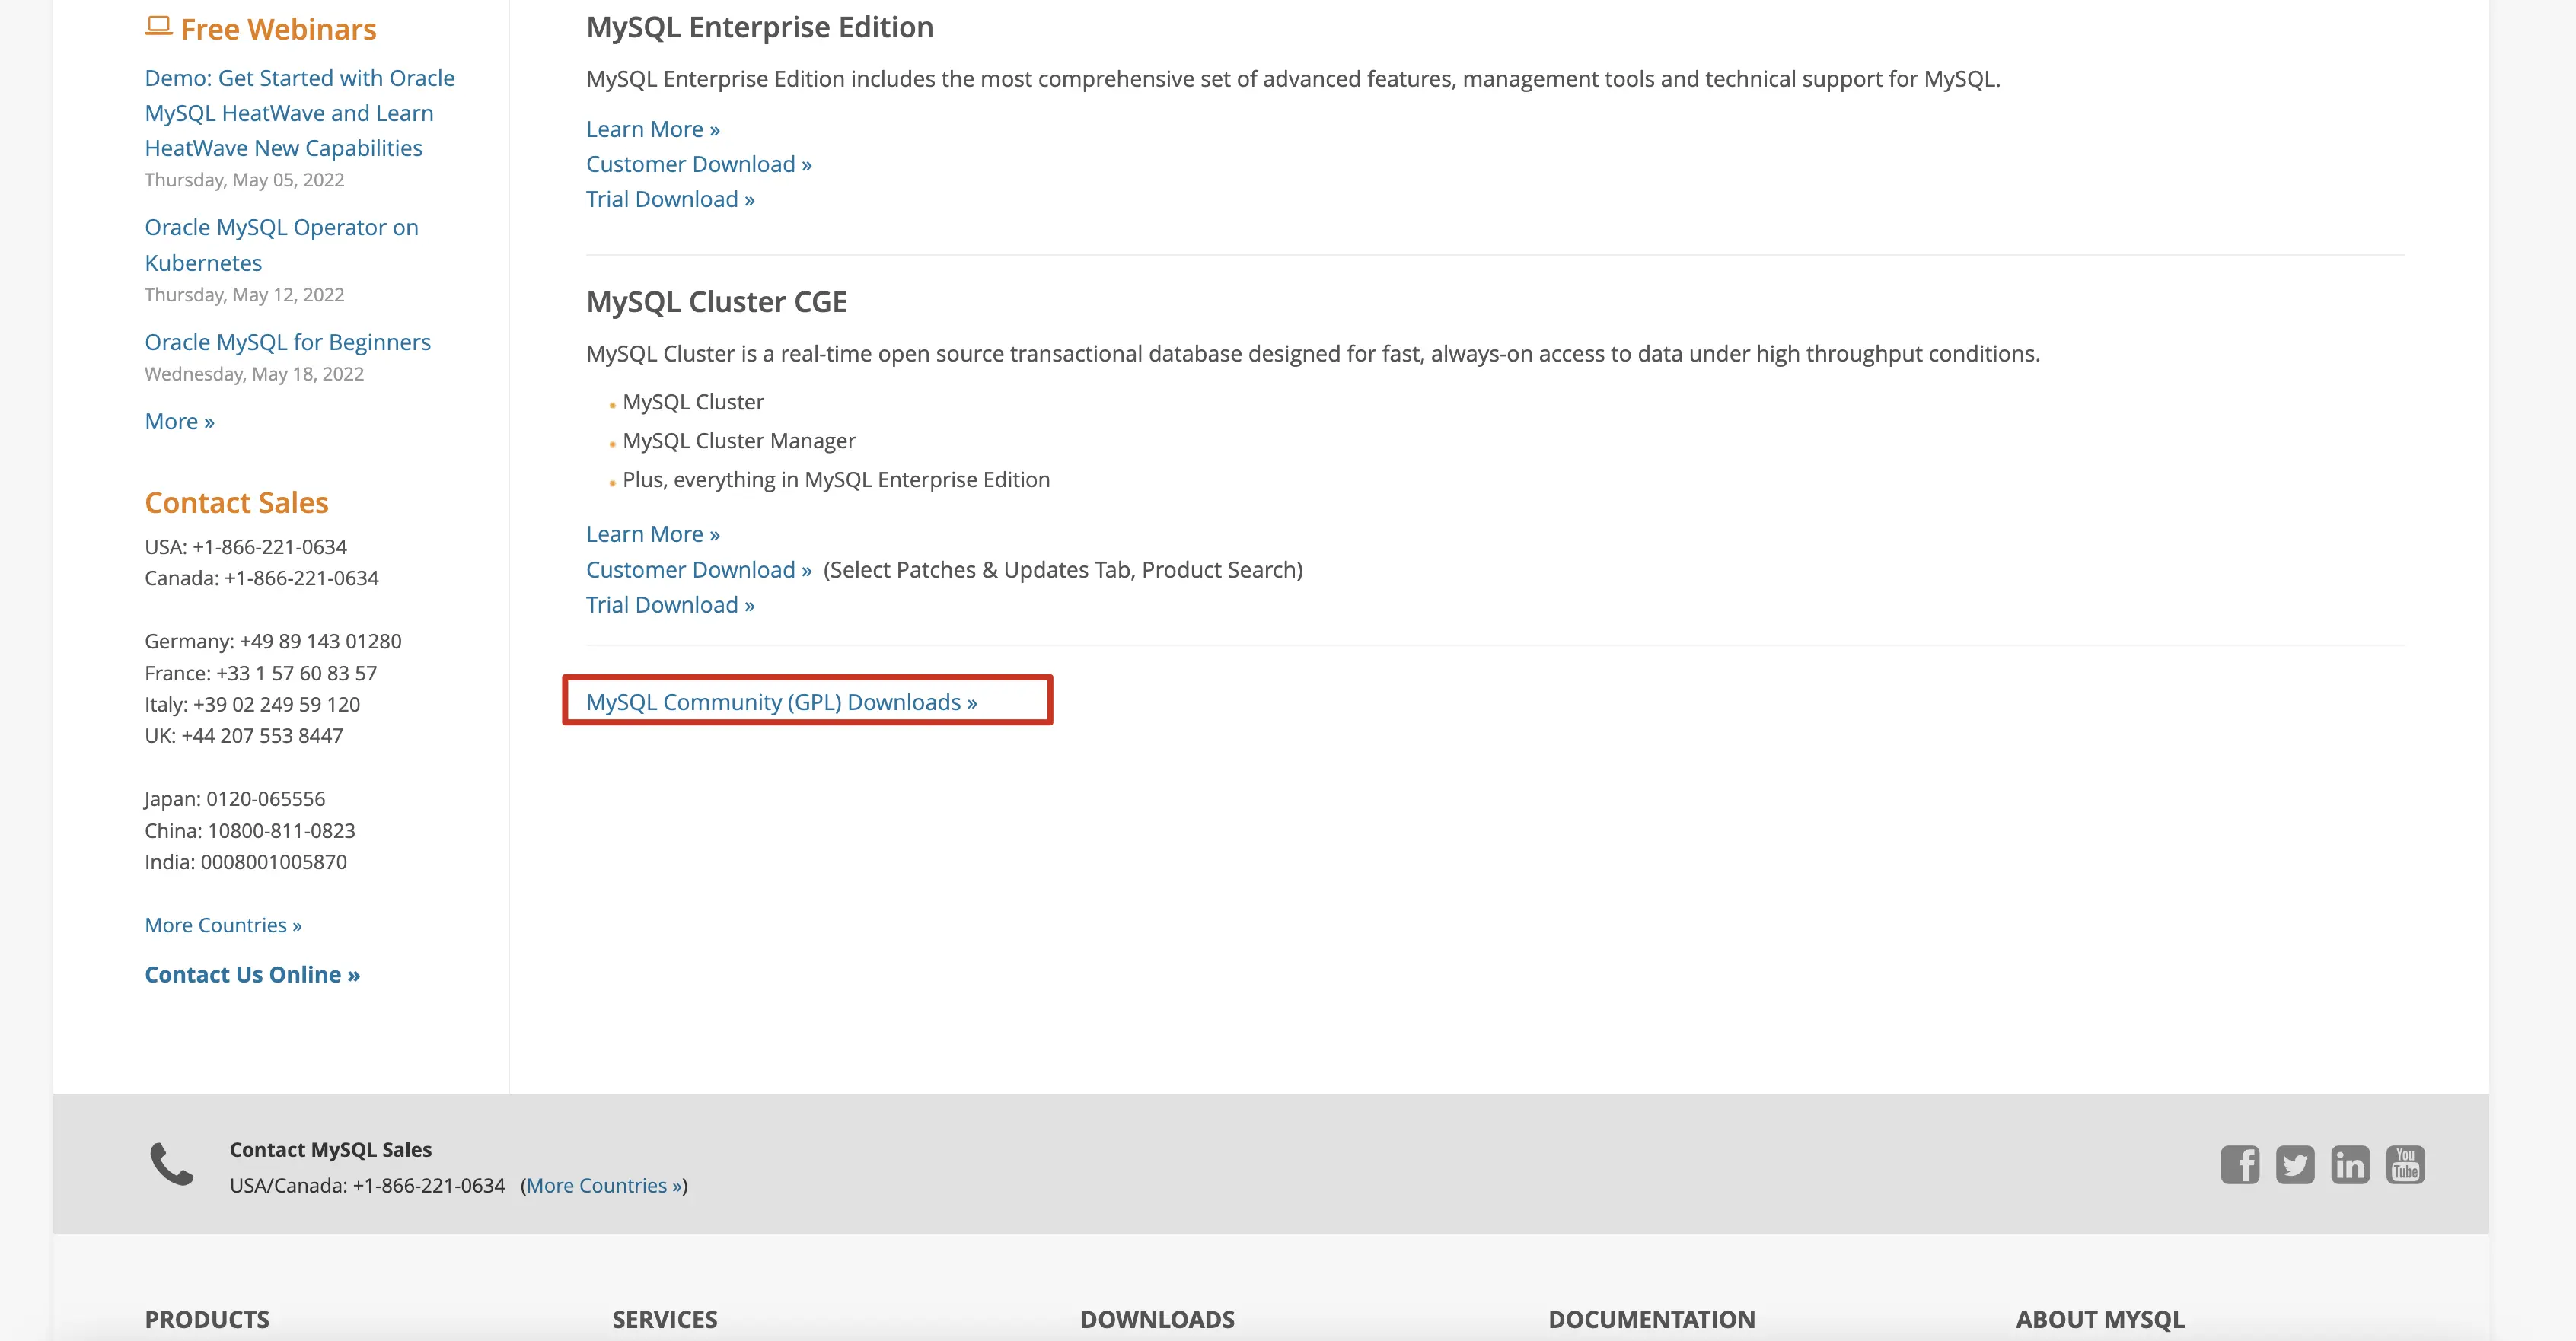 Free Webinars
Demo: Get Started with Oracle
MySQL HeatWave and Learn
HeatWave New Capabilities
Thursday, May 05, 2022
Oracle MySQL Operator on
Kubernetes
Thursday, May 12, 2022
Oracle MySQL for Beginners
Wednesday, May 18, 2022
More »
Contact Sales
USA: +1-866-221-0634
Canada: +1-866-221-0634
Germany: +49 89 143 01280
France: +33 1 57 60 83 57
Italy: +39 02 249 59 120
UK: +44 207 553 8447
Japan: 0120-065556
China: 10800-811-0823
India: 0008001005870
More Countries »
Contact Us Online »
MySQL Enterprise Edition
MySQL Enterprise Edition includes the most comprehensive set of advanced features, management tools and technical support for MySQL.
Learn More »
Customer Download »
Trial Download »
MySQL Cluster CGE
MySQL Cluster is a real-time open source transactional database designed for fast, always-on access to data under high throughput conditions.
MySQL Cluster
MySQL Cluster Manager
Plus, everything in MySQL Enterprise Edition
Learn More »
Customer Download » (Select Patches & Updates Tab, Product Search)
Trial Download »
MySQL Community (GPL) Downloads »
Contact MySQL Sales
USA/Canada: +1-866-221-0634 (More Countries »)
You
Tube
PRODUCTS
SERVICES
DOWNLOADS
DOCUMENTATION
ABOUT MYSQL